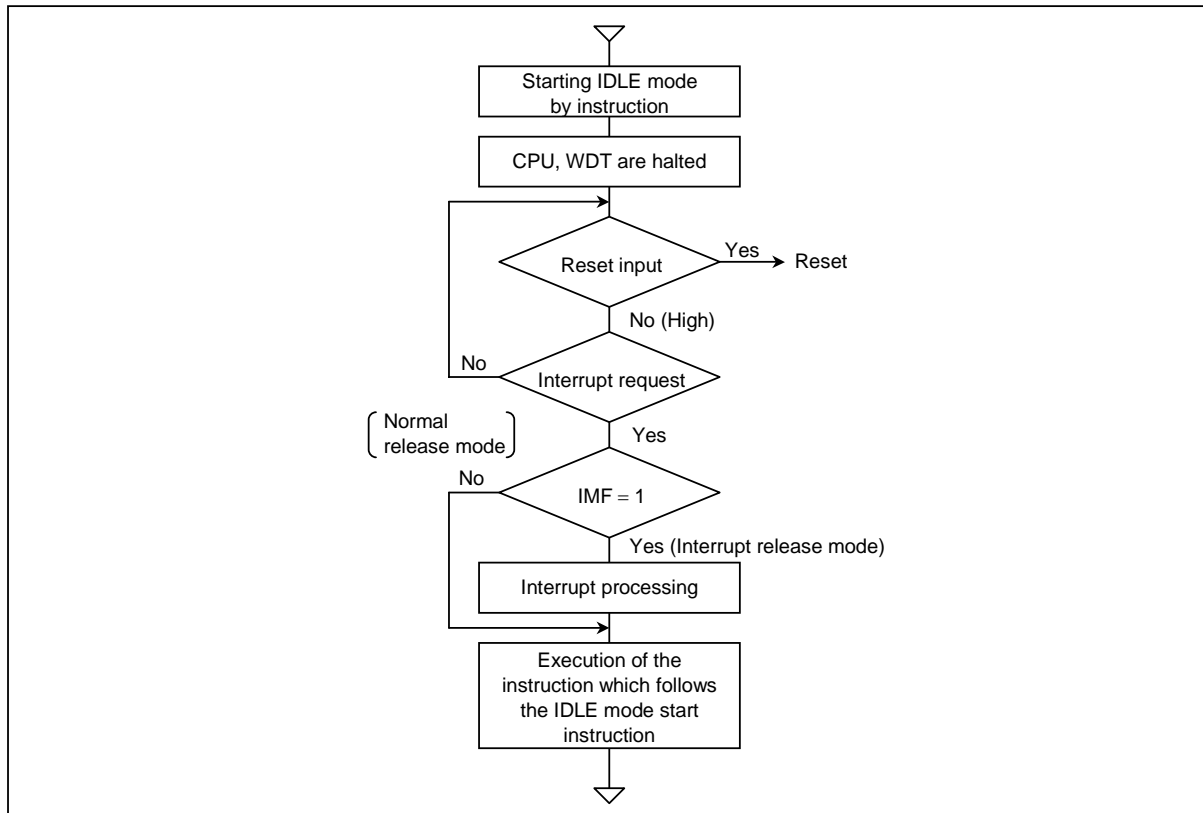 Starting IDLE mode
by instruction
CPU, WDT are halted
Reset input
Yes
Reset
No (High)
No
Interrupt request
Normal
release mode
Yes
No
IMF = 1
Yes (Interrupt release mode)
Interrupt processing
Execution of the
instruction which follows
the IDLE mode start
instruction